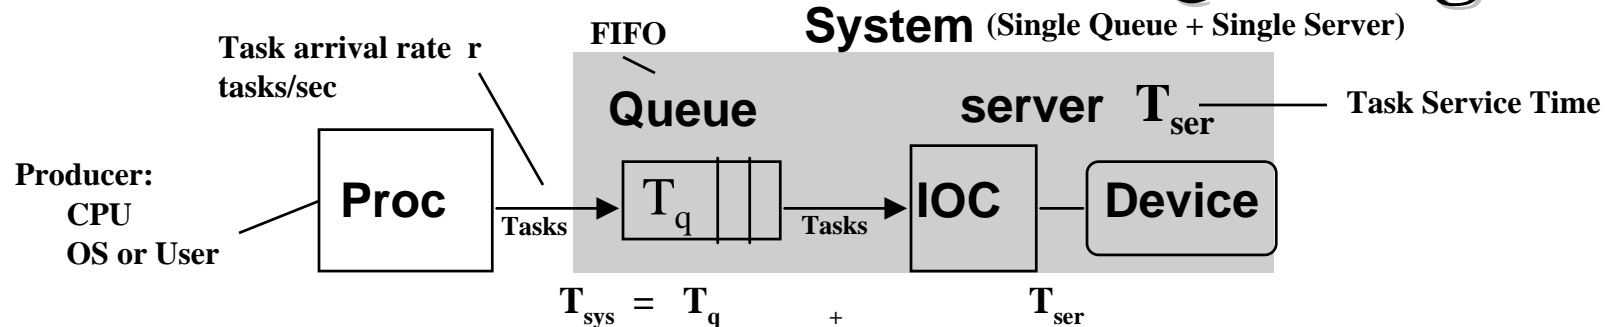 System (Single Queue + Single Server)
FIFO
Task arrival rate r
tasks/sec
Queue
server T_ser
Task Service Time
Producer:
CPU
OS or User
Proc
Tasks
T_q
Tasks
IOC
Device
T_sys = T_q + T_ser